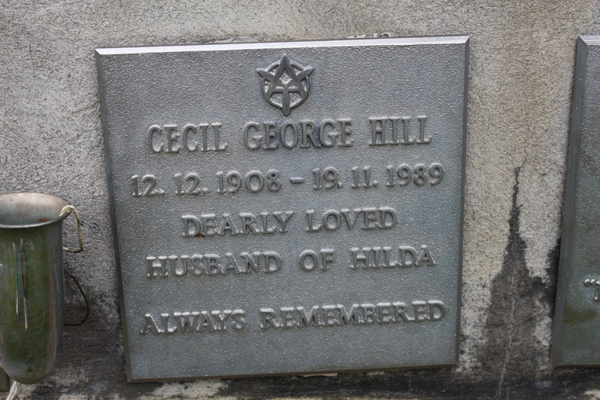 CECIL GEORGE HILL
12. 12. 1908 - 19. 11. 1989
DEARLY LOVED
HUSBAND OF HILDA
ALWAYS REMEMBERED